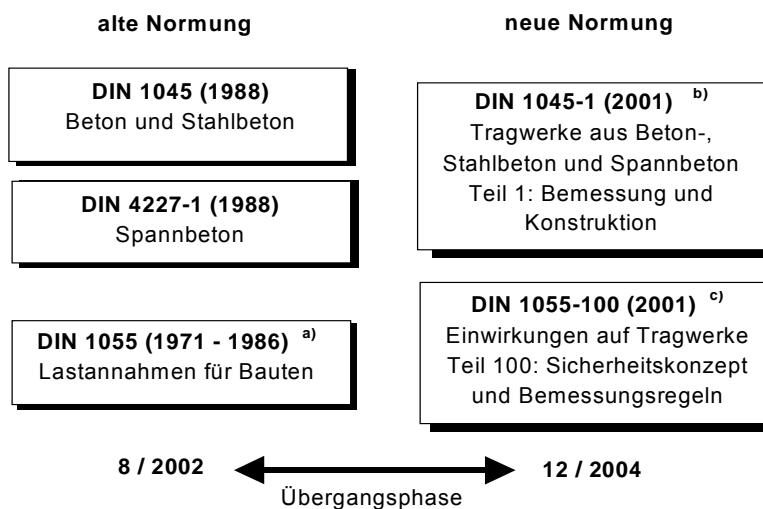 alte Normung
DIN 1045 (1988)
Beton und Stahlbeton
DIN 4227-1 (1988)
Spannbeton
DIN 1055 (1971 - 1986) a)
Lastannahmen für Bauten
neue Normung
DIN 1045-1 (2001) b)
Tragwerke aus Beton-,
Stahlbeton und Spannbeton
Teil 1: Bemessung und
Konstruktion
DIN 1055-100 (2001) c)
Einwirkungen auf Tragwerke
Teil 100: Sicherheitskonzept
und Bemessungsregeln
8 / 2002
12 / 2004
Übergangsphase